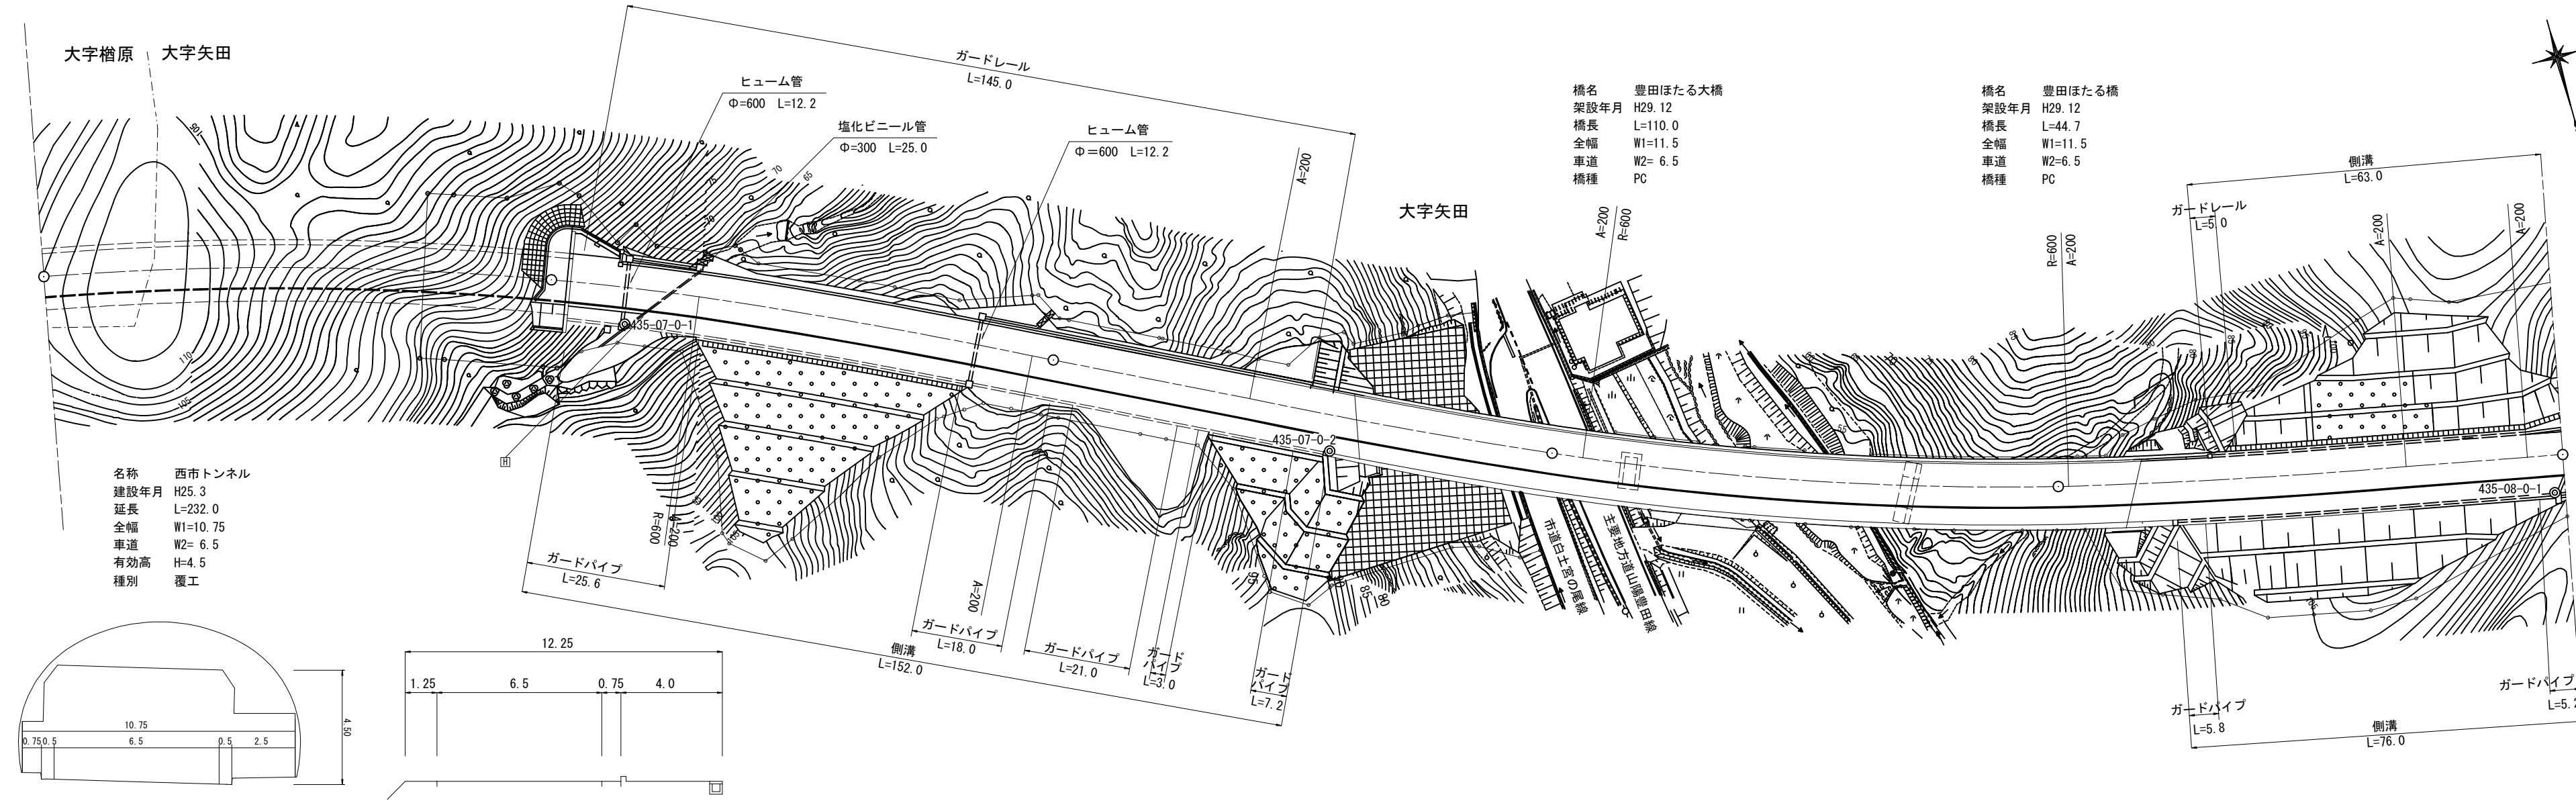 大字楢原
大字矢田
ガードレール
L=145.0
ヒューム管
Φ=600 L=12.2
塩化ビニール管
Φ=300 L=25.0
ヒューム管
Φ=600 L=12.2
A=200
橋名 豊田ほたる大橋
架設年月 H29.12
橋長 L=110.0
全幅 W1=11.5
車道 W2= 6.5
橋種 PC
橋名 豊田ほたる橋
架設年月 H29.12
橋長 L=44.7
全幅 W1=11.5
車道 W2=6.5
橋種 PC
側溝
L=63.0
ガードレール
L=5.0
大字矢田
A=200
R=600
R=600
A=200
A=200
A=200
70
65
75
110
105
435-07-0-1
435-07-0-2
435-08-0-1
H
名称 西市トンネル
建設年月 H25.3
延長 L=232.0
全幅 W1=10.75
車道 W2= 6.5
有効高 H=4.5
種別 覆工
R=600
A=200
A=200
ガードパイプ
L=25.6
ガードパイプ
L=18.0
側溝
L=152.0
ガードパイプ
L=21.0
ガード
パイプ
L=3.0
ガード
パイプ
L=7.2
95
85
80
市道白土宮の尾線
主要地方道山陽豊田線
ガードパイプ
L=5.8
側溝
L=76.0
ガードパイプ
12.25
1.25 6.5 0.75 4.0
10.75
0.75 0.5 6.5 0.5 2.5
4.50